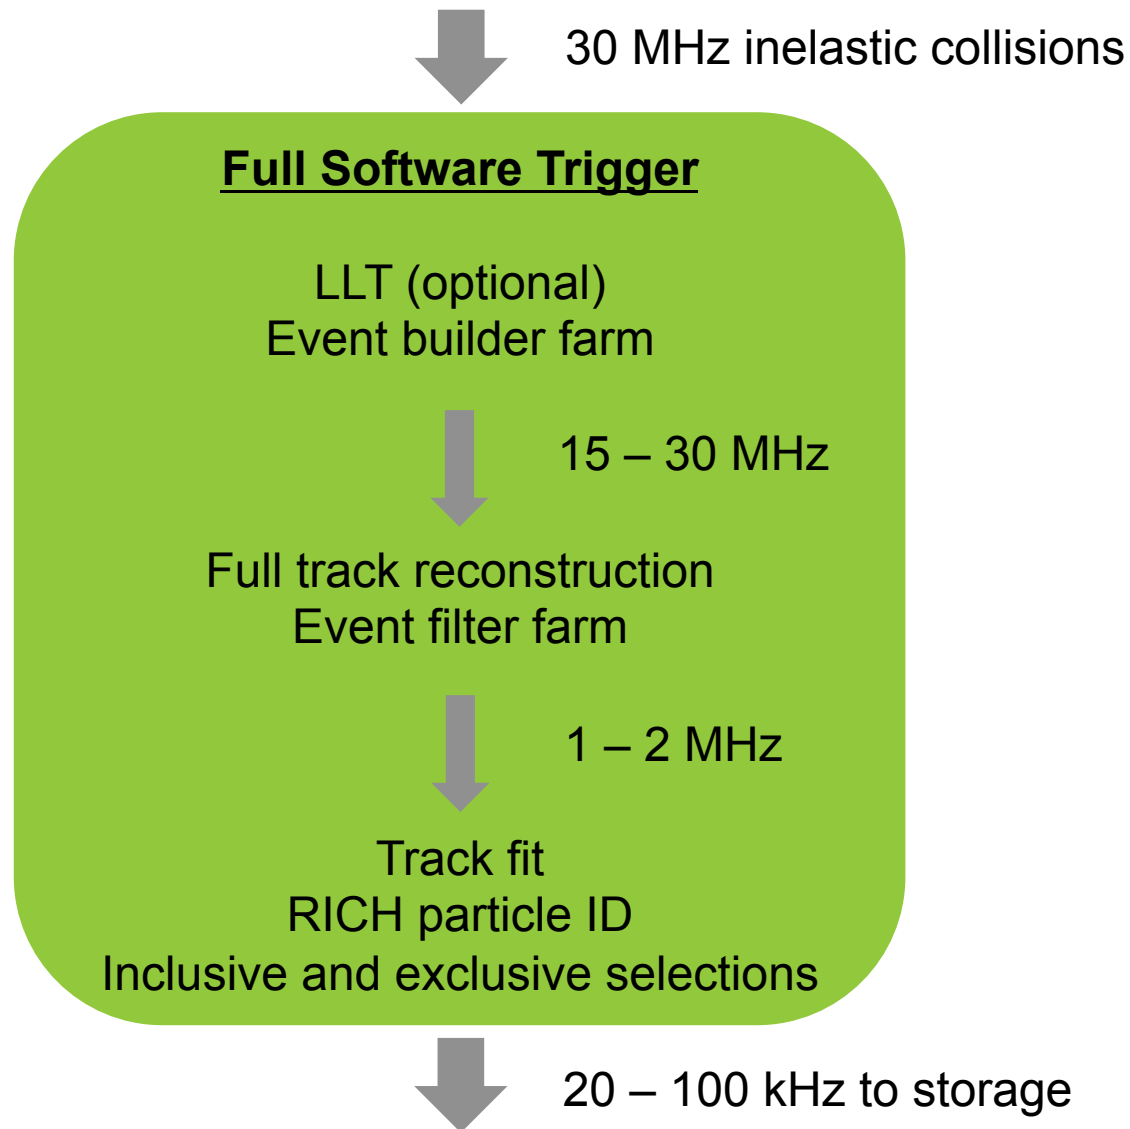 30 MHz inelastic collisions
Full Software Trigger
LLT (optional)
Event builder farm
15 – 30 MHz
Full track reconstruction
Event filter farm
1 – 2 MHz
Track fit
RICH particle ID
Inclusive and exclusive selections
20 – 100 kHz to storage